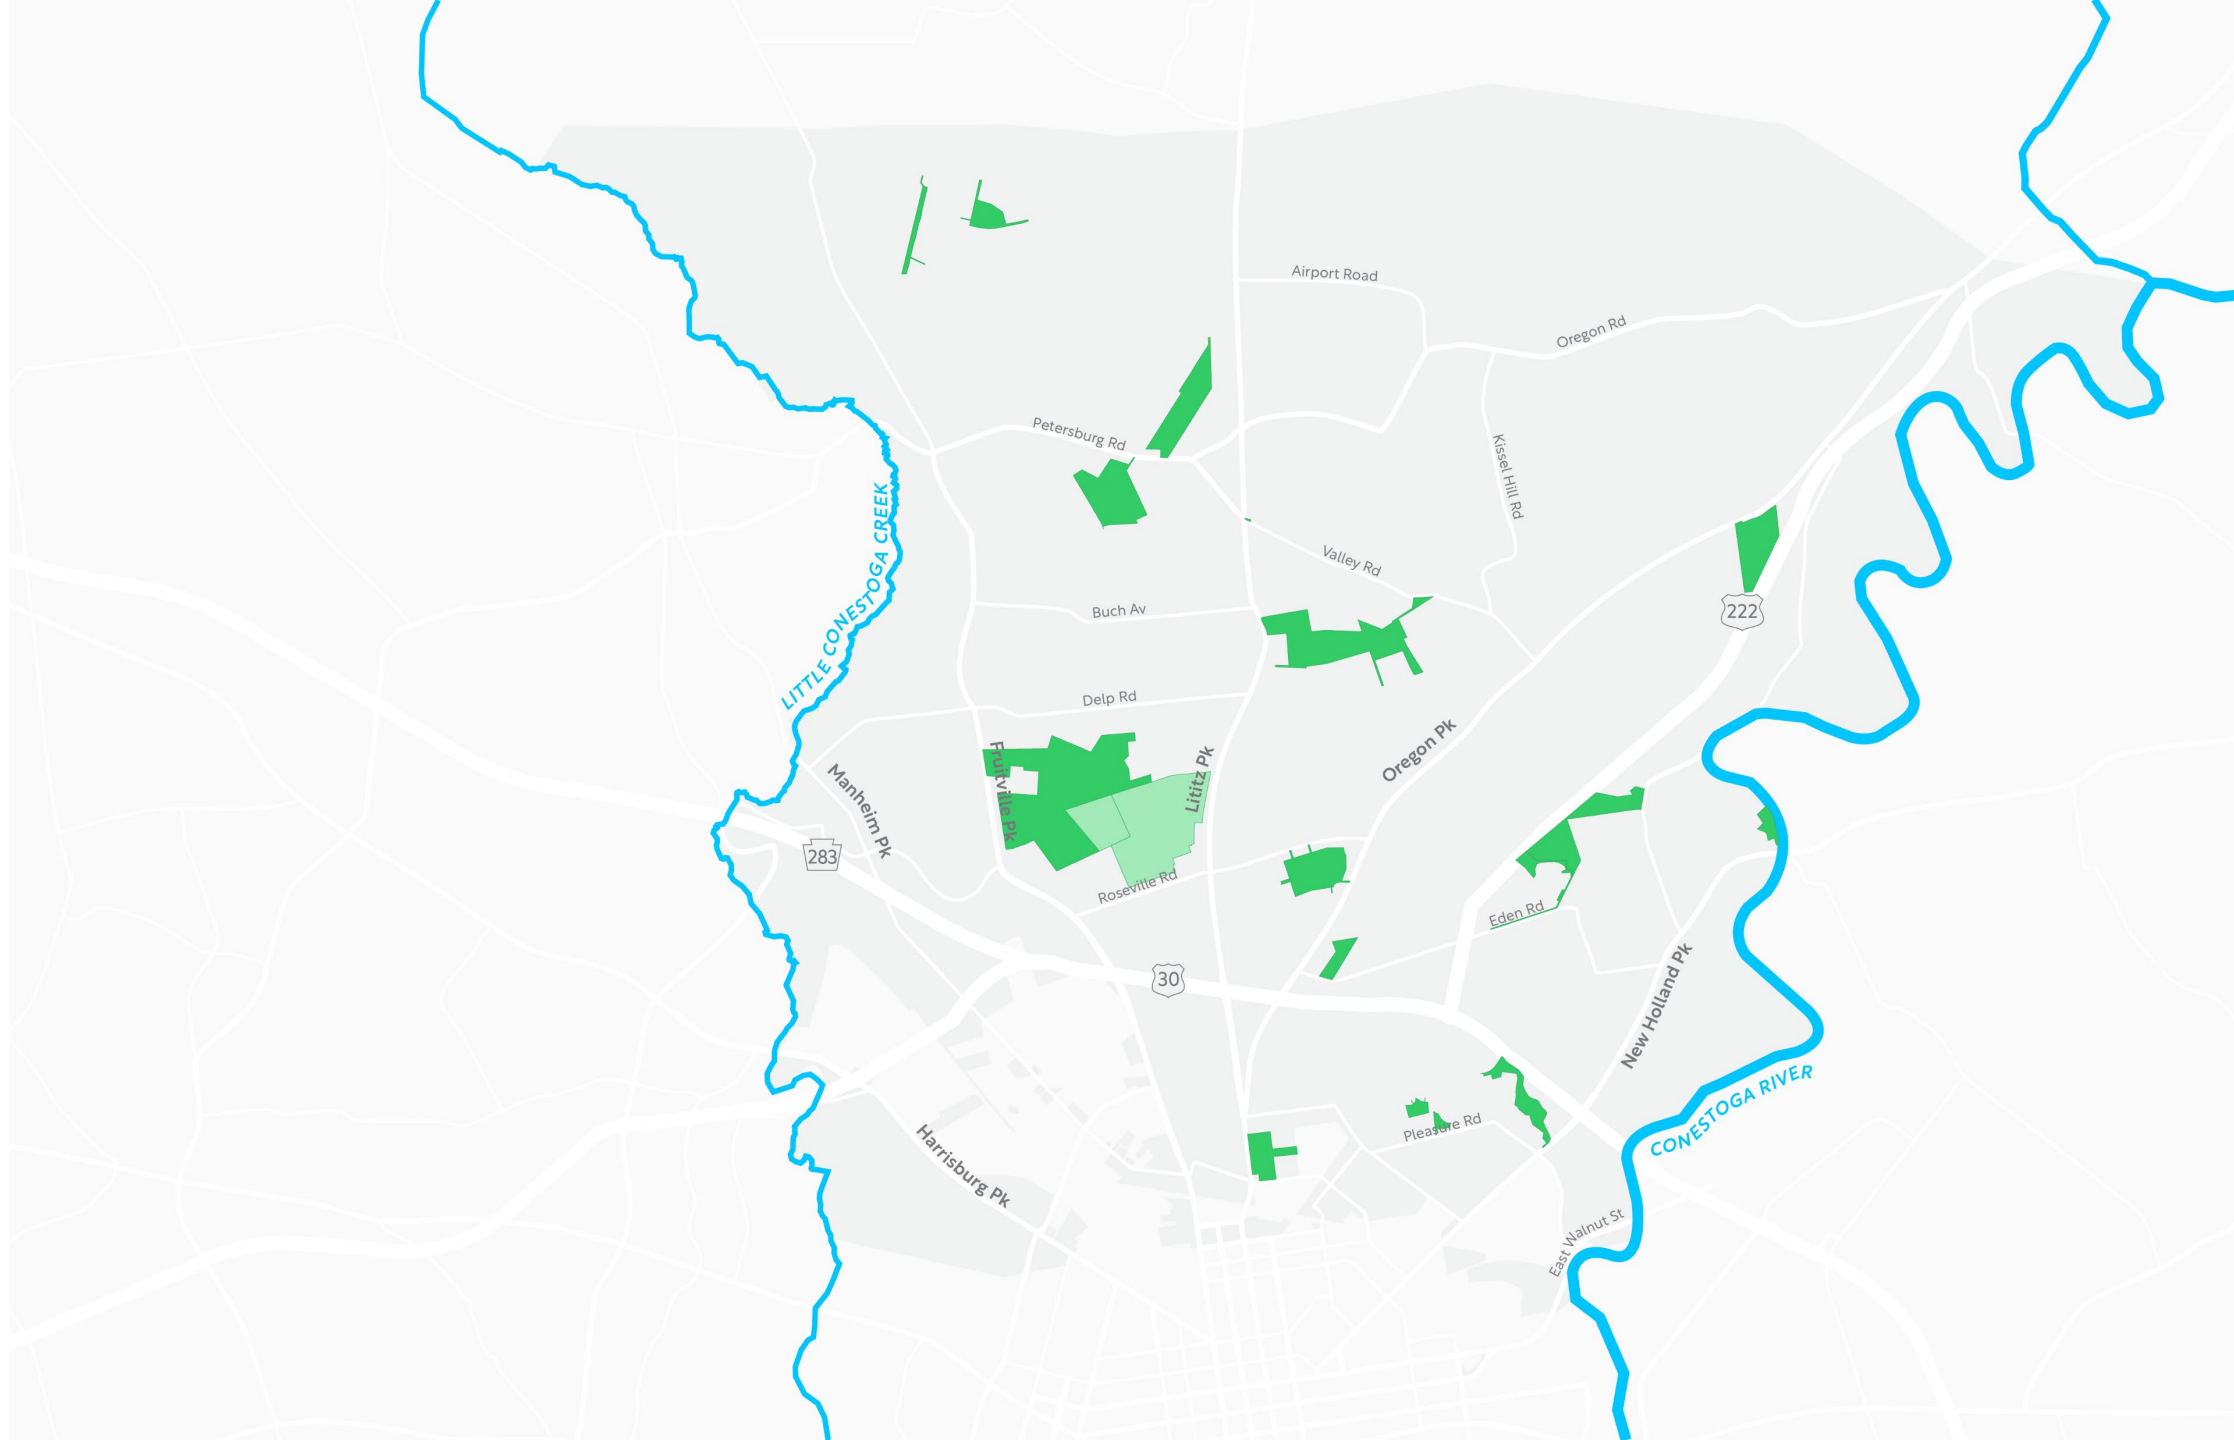 Airport Road
Oregon Rd
Petersburg Rd
Kissel Hill Rd
LITTLE CONESTOGA CREEK
Valley Rd
Buch Av
222
Delp Rd
Oregon Pk
Fruitville Pk
Lititz Pk
Manheim Pk
283
Roseville Rd
Eden Rd
30
New Holland Pk
CONESTOGA RIVER
Pleasure Rd
Harrisburg Pk
East Walnut St